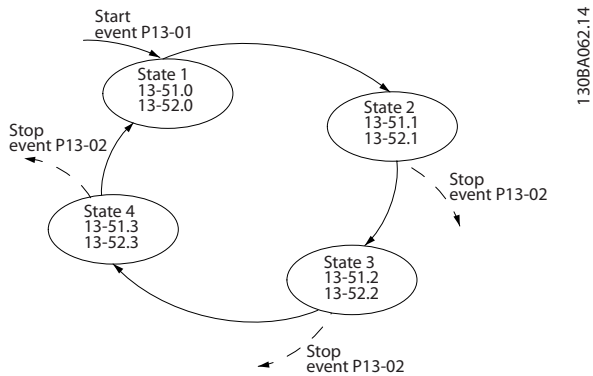 Start
event P13-01
130BA062.14
State 1
13-51.0
13-52.0
State 2
13-51.1
13-52.1
Stop
event P13-02
Stop
event P13-02
State 4
13-51.3
13-52.3
State 3
13-51.2
13-52.2
Stop
event P13-02